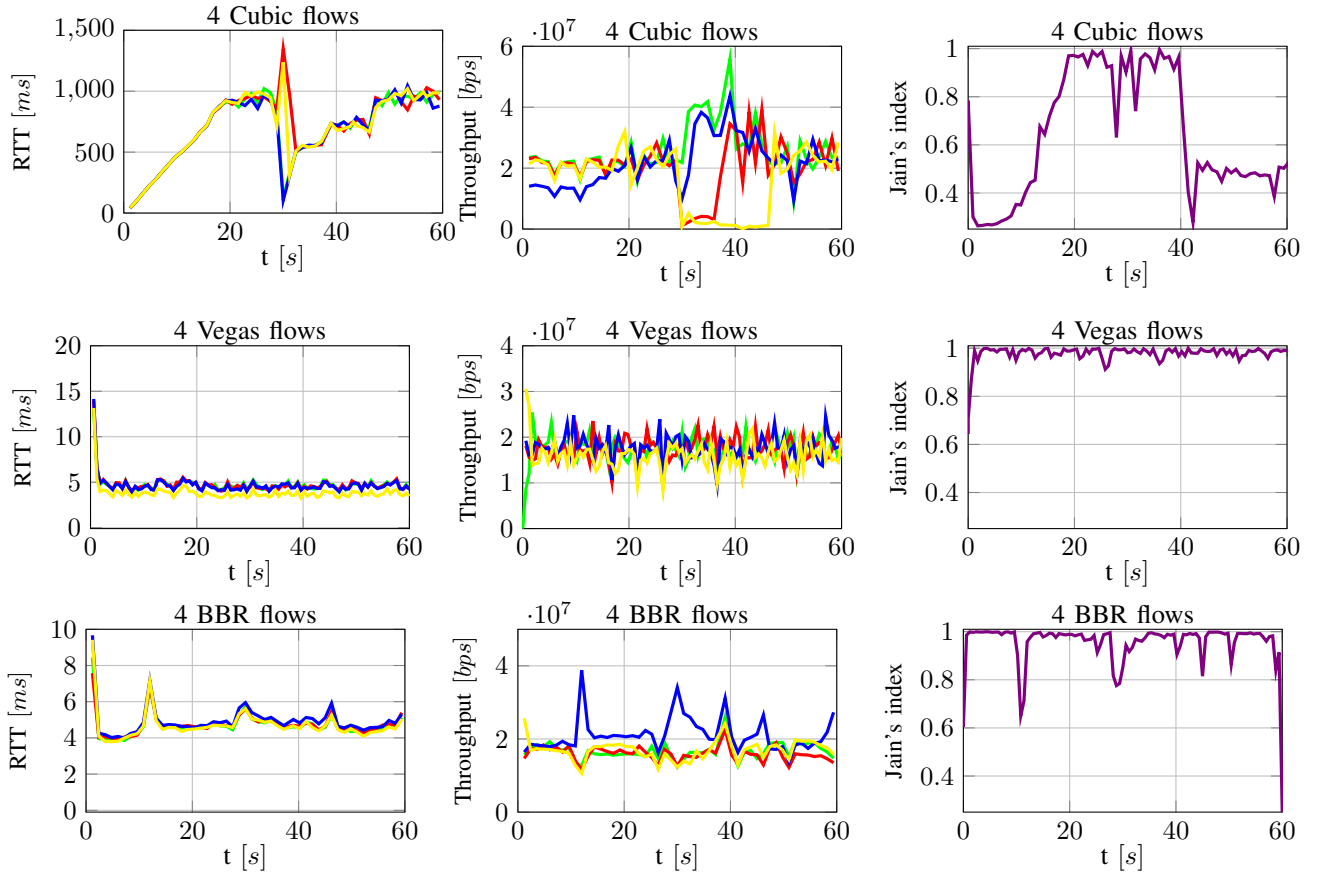 4 Cubic flows
RTT [ms]
1,500
1,000
500
0
0 20 40 60
t [s]
·10^7
4 Cubic flows
Throughput [bps]
6
4
2
0
0 20 40 60
t [s]
4 Cubic flows
Jain's index
1
0.8
0.6
0.4
0 20 40 60
t [s]
4 Vegas flows
RTT [ms]
20
15
10
5
0
0 20 40 60
t [s]
·10^7
4 Vegas flows
Throughput [bps]
4
3
2
1
0
0 20 40 60
t [s]
4 Vegas flows
Jain's index
1
0.8
0.6
0.4
0 20 40 60
t [s]
4 BBR flows
RTT [ms]
10
8
6
4
2
0
0 20 40 60
t [s]
·10^7
4 BBR flows
Throughput [bps]
4
2
0
0 20 40 60
t [s]
4 BBR flows
Jain's index
1
0.8
0.6
0.4
0 20 40 60
t [s]